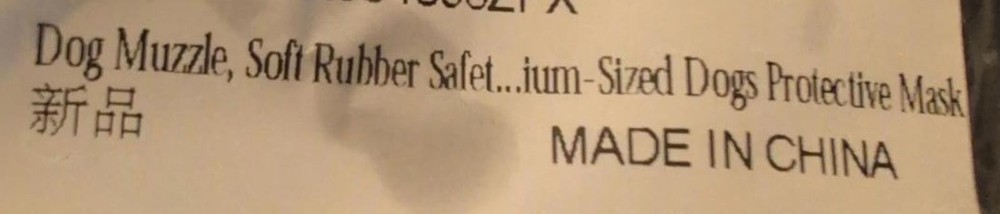 Dog Muzzle, Soft Rubber Safet...ium-Sized Dogs Protective Mask
新品
MADE IN CHINA